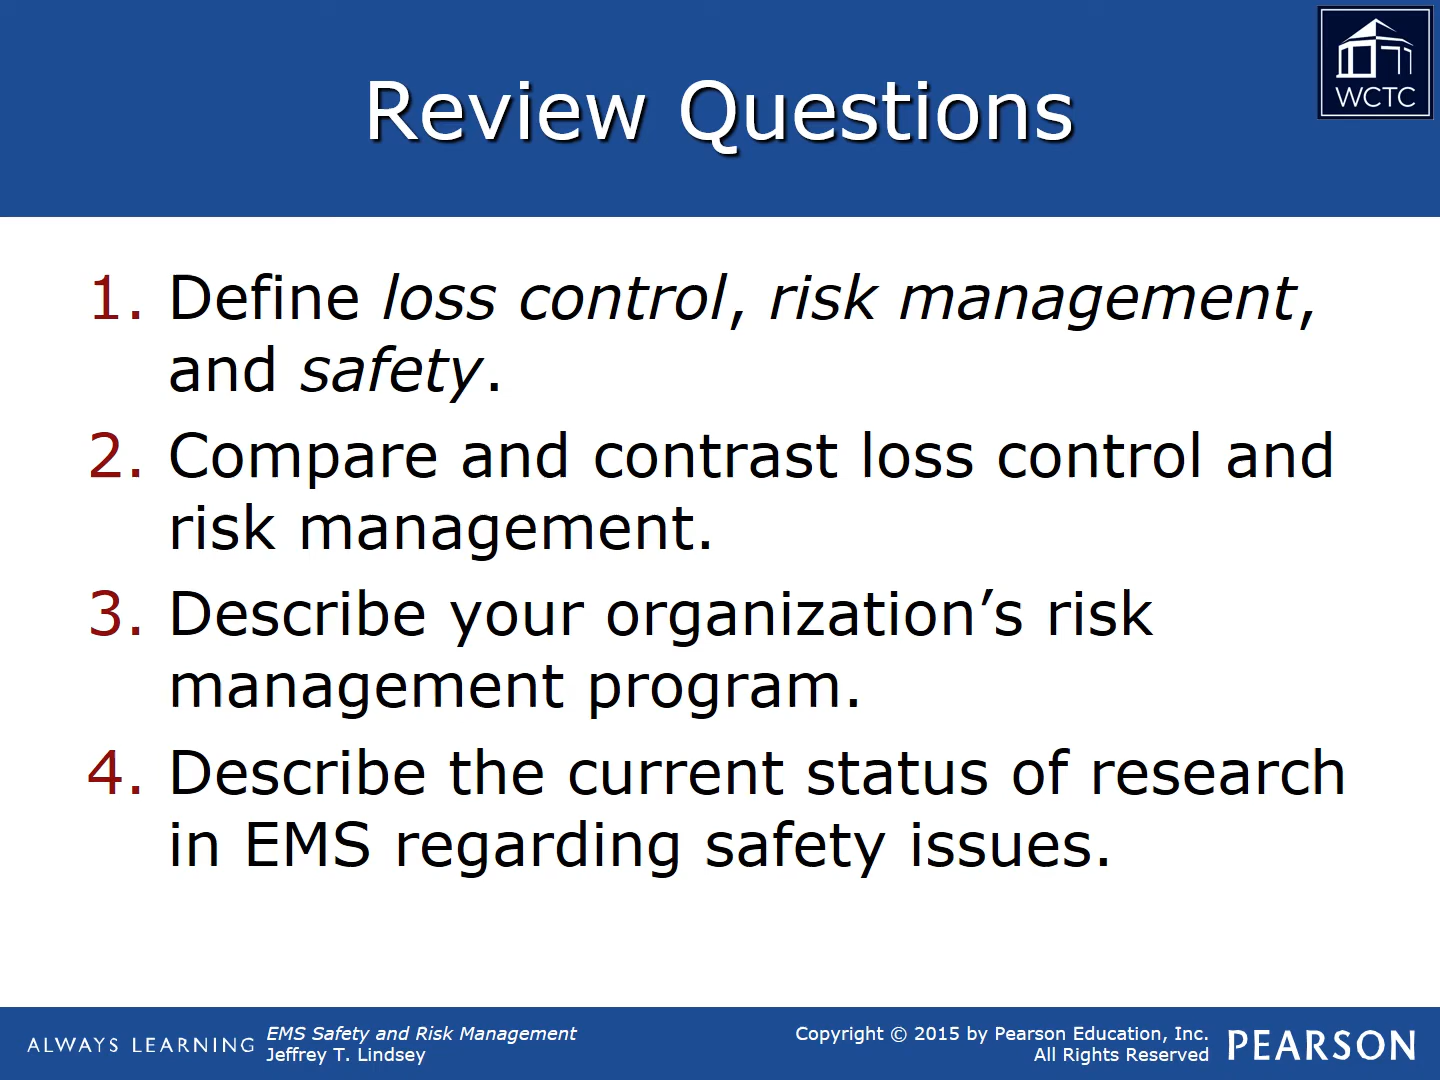 WCTC
Review Questions
1. Define loss control, risk management,
and safety.
2. Compare and contrast loss control and
risk management.
3. Describe your organization’s risk
management program.
4. Describe the current status of research
in EMS regarding safety issues.
ALWAYS LEARNING
EMS Safety and Risk Management
Jeffrey T. Lindsey
Copyright © 2015 by Pearson Education, Inc.
All Rights Reserved
PEARSON